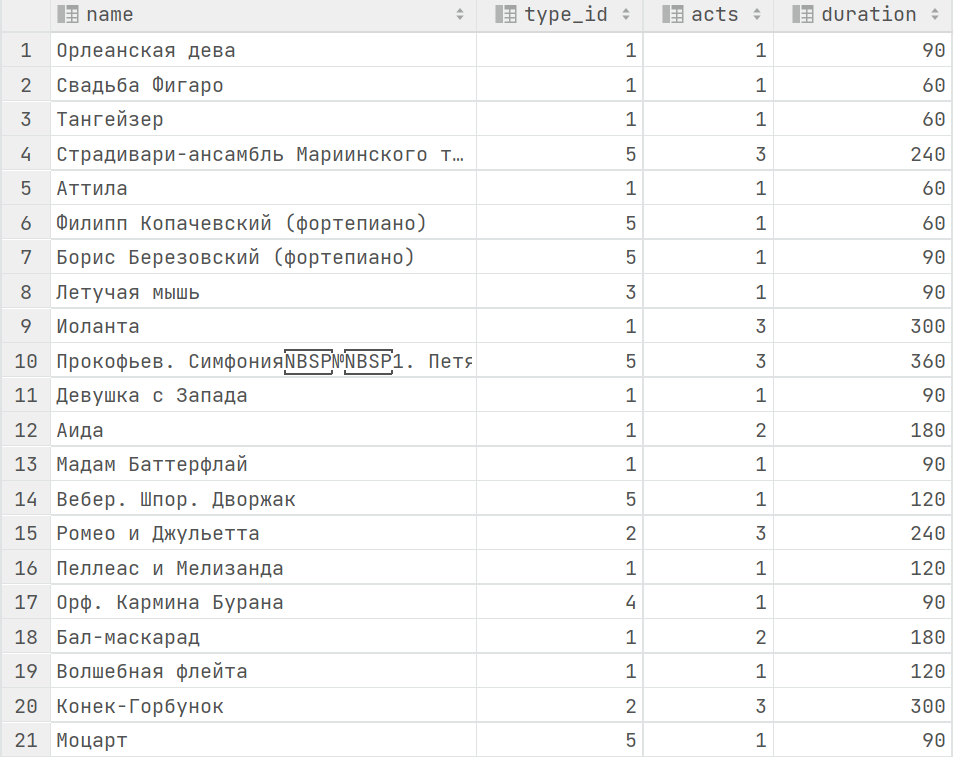 name type_id acts duration
1 Орлеанская дева 1 1 90
2 Свадьба Фигаро 1 1 60
3 Тангейзер 1 1 60
4 Страдивари-ансамбль Мариинского т… 5 3 240
5 Аттила 1 1 60
6 Филипп Копачевский (фортепиано) 5 1 60
7 Борис Березовский (фортепиано) 5 1 90
8 Летучая мышь 3 1 90
9 Иоланта 1 3 300
10 Прокофьев. СимфонияNBSP№NBSP1. Петя 5 3 360
11 Девушка с Запада 1 1 90
12 Аида 1 2 180
13 Мадам Баттерфлай 1 1 90
14 Вебер. Шпор. Дворжак 5 1 120
15 Ромео и Джульетта 2 3 240
16 Пеллеас и Мелизанда 1 1 120
17 Орф. Кармина Бурана 4 1 90
18 Бал-маскарад 1 2 180
19 Волшебная флейта 1 1 120
20 Конек-Горбунок 2 3 300
21 Моцарт 5 1 90